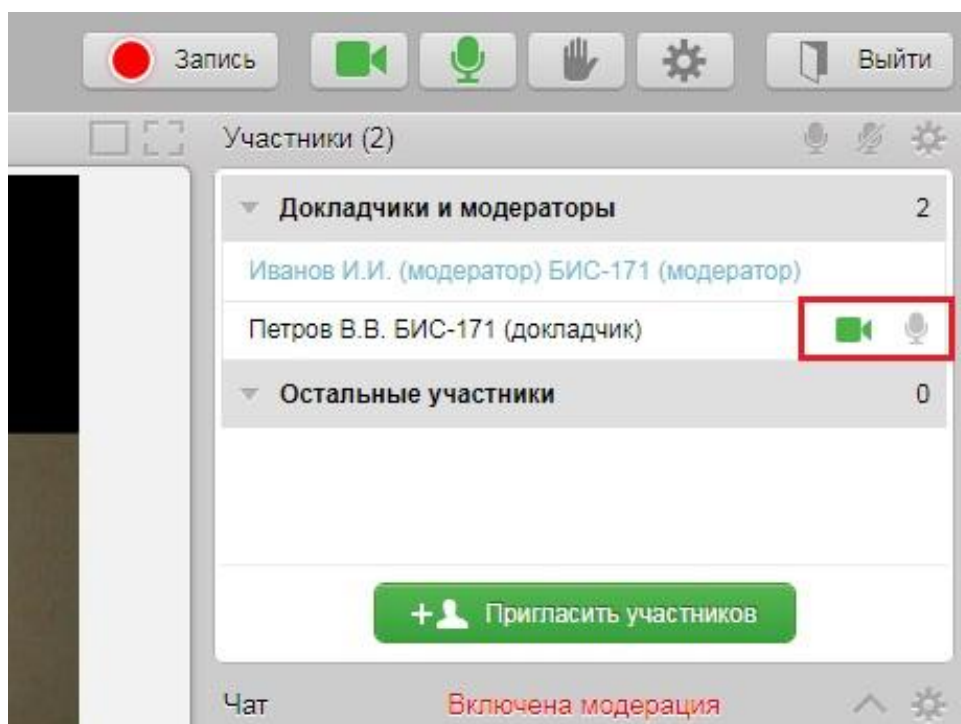 Запись
Выйти
Участники (2)
Докладчики и модераторы 2
Иванов И.И. (модератор) БИС-171 (модератор)
Петров В.В. БИС-171 (докладчик)
Остальные участники 0
Пригласить участников
Чат Включена модерация